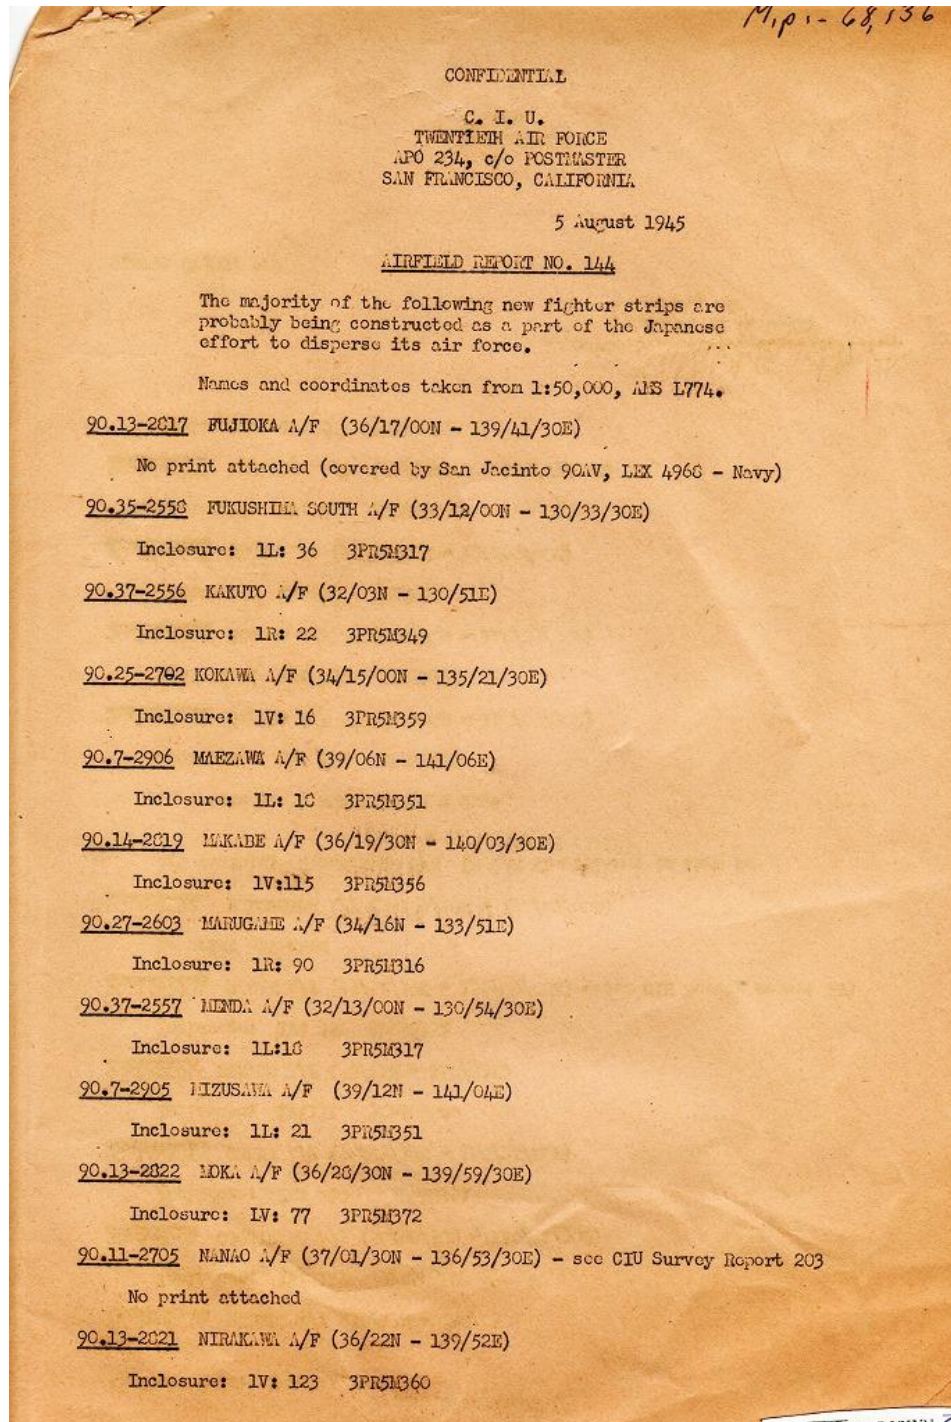 M.p.- 68,136
CONFIDENTIAL
C. I. U.
TWENTIETH AIR FORCE
APO 234, c/o POSTMASTER
SAN FRANCISCO, CALIFORNIA
5 August 1945
AIRFIELD REPORT NO. 144
The majority of the following new fighter strips are
probably being constructed as a part of the Japanese
effort to disperse its air force.
Names and coordinates taken from 1:50,000, AMS L774.
90.13-2817 FUJIOKA A/F (36/17/00N - 139/41/30E)
No print attached (covered by San Jacinto 90AV, LEX 496C - Navy)
90.35-2558 FUKUSHIMA SOUTH A/F (33/12/00N - 130/33/30E)
Inclosure: 1L: 36 3PR5M317
90.37-2556 KAKUTO A/F (32/03N - 130/51E)
Inclosure: 1R: 22 3PR5M349
90.25-2702 KOKAWA A/F (34/15/00N - 135/21/30E)
Inclosure: 1V: 16 3PR5M359
90.7-2906 MAEZAWA A/F (39/06N - 141/06E)
Inclosure: 1L: 18 3PR5M351
90.14-2819 MAKABE A/F (36/19/30N - 140/03/30E)
Inclosure: 1V:115 3PR5M356
90.27-2603 MARUGAME A/F (34/16N - 133/51E)
Inclosure: 1R: 90 3PR5M316
90.37-2557 MENDA A/F (32/13/00N - 130/54/30E)
Inclosure: 1L:18 3PR5M317
90.7-2905 MIZUSAWA A/F (39/12N - 141/04E)
Inclosure: 1L: 21 3PR5M351
90.13-2822 MOKA A/F (36/28/30N - 139/59/30E)
Inclosure: LV: 77 3PR5M372
90.11-2705 NANAO A/F (37/01/30N - 136/53/30E) - see CIU Survey Report 203
No print attached
90.13-2821 NIRAKAWA A/F (36/22N - 139/52E)
Inclosure: 1V: 123 3PR5M360